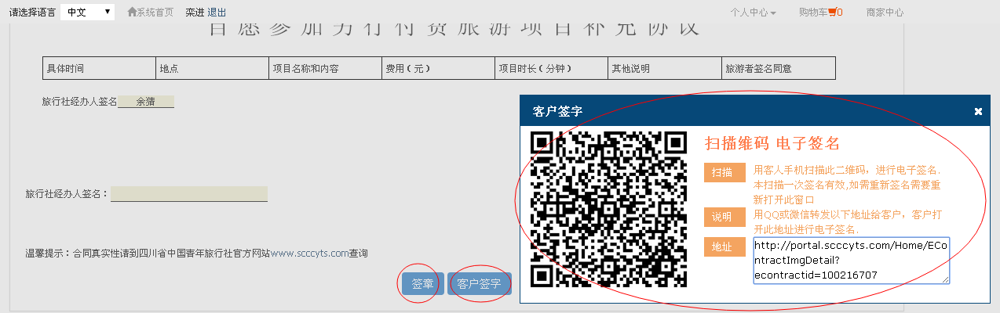 请选择语言 中文 系统首页 奕进 退出 个人中心 购物车 0 商家中心
自愿参加另行付费旅游项目补充协议
具体时间 地点 项目名称和内容 费用（元） 项目时长（分钟） 其他说明 旅游者签名同意
旅行社经办人签名 余猜
旅行社经办人签名：
温馨提示：合同真实性请到四川省中国青年旅行社官方网站www.scccyts.com查询
签章 客户签字
客户签字
扫描维码 电子签名
扫描 用客人手机扫描此二维码，进行电子签名.
本扫描一次签名有效,如需重新签名需要重
新打开此窗口
说明 用QQ或微信转发以下地址给客户，客户打
开此地址进行电子签名.
地址 http://portal.scccyts.com/Home/ECo
ntractImgDetail?
econtractid=100216707